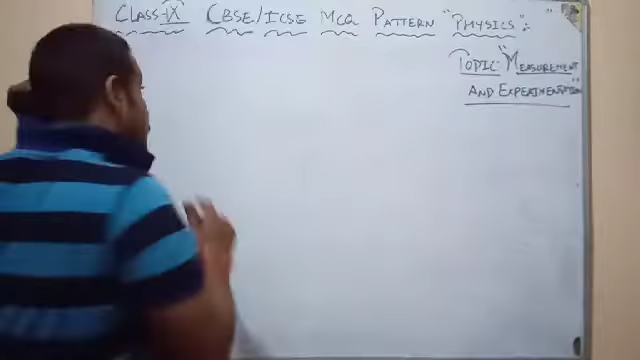 CLASS-IX CBSE/ICSE MCQ PATTERN "PHYSICS":
TOPIC: "MEASUREMENT
AND EXPERIMENTATION"